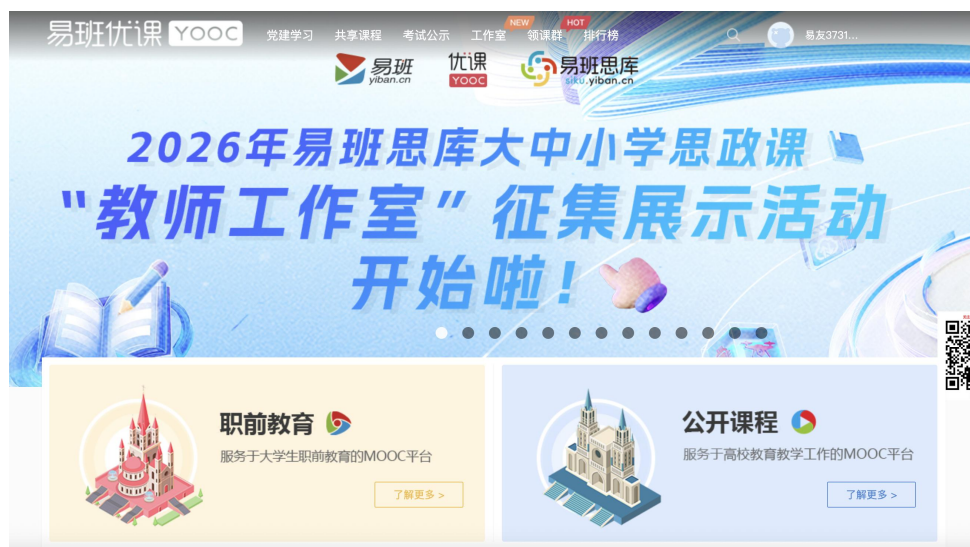 易班优课 YOOC
党建学习 共享课程 考试公示 工作室 NEW 领课群 HOT 排行榜 易友3731...
易班 yiban.cn 优课 YOOC 易班思库 siku.yiban.cn
2026年易班思库大中小学思政课
“教师工作室”征集展示活动
开始啦！
职前教育
服务于大学生职前教育的MOOC平台
了解更多 >
公开课程
服务于高校教育教学工作的MOOC平台
了解更多 >